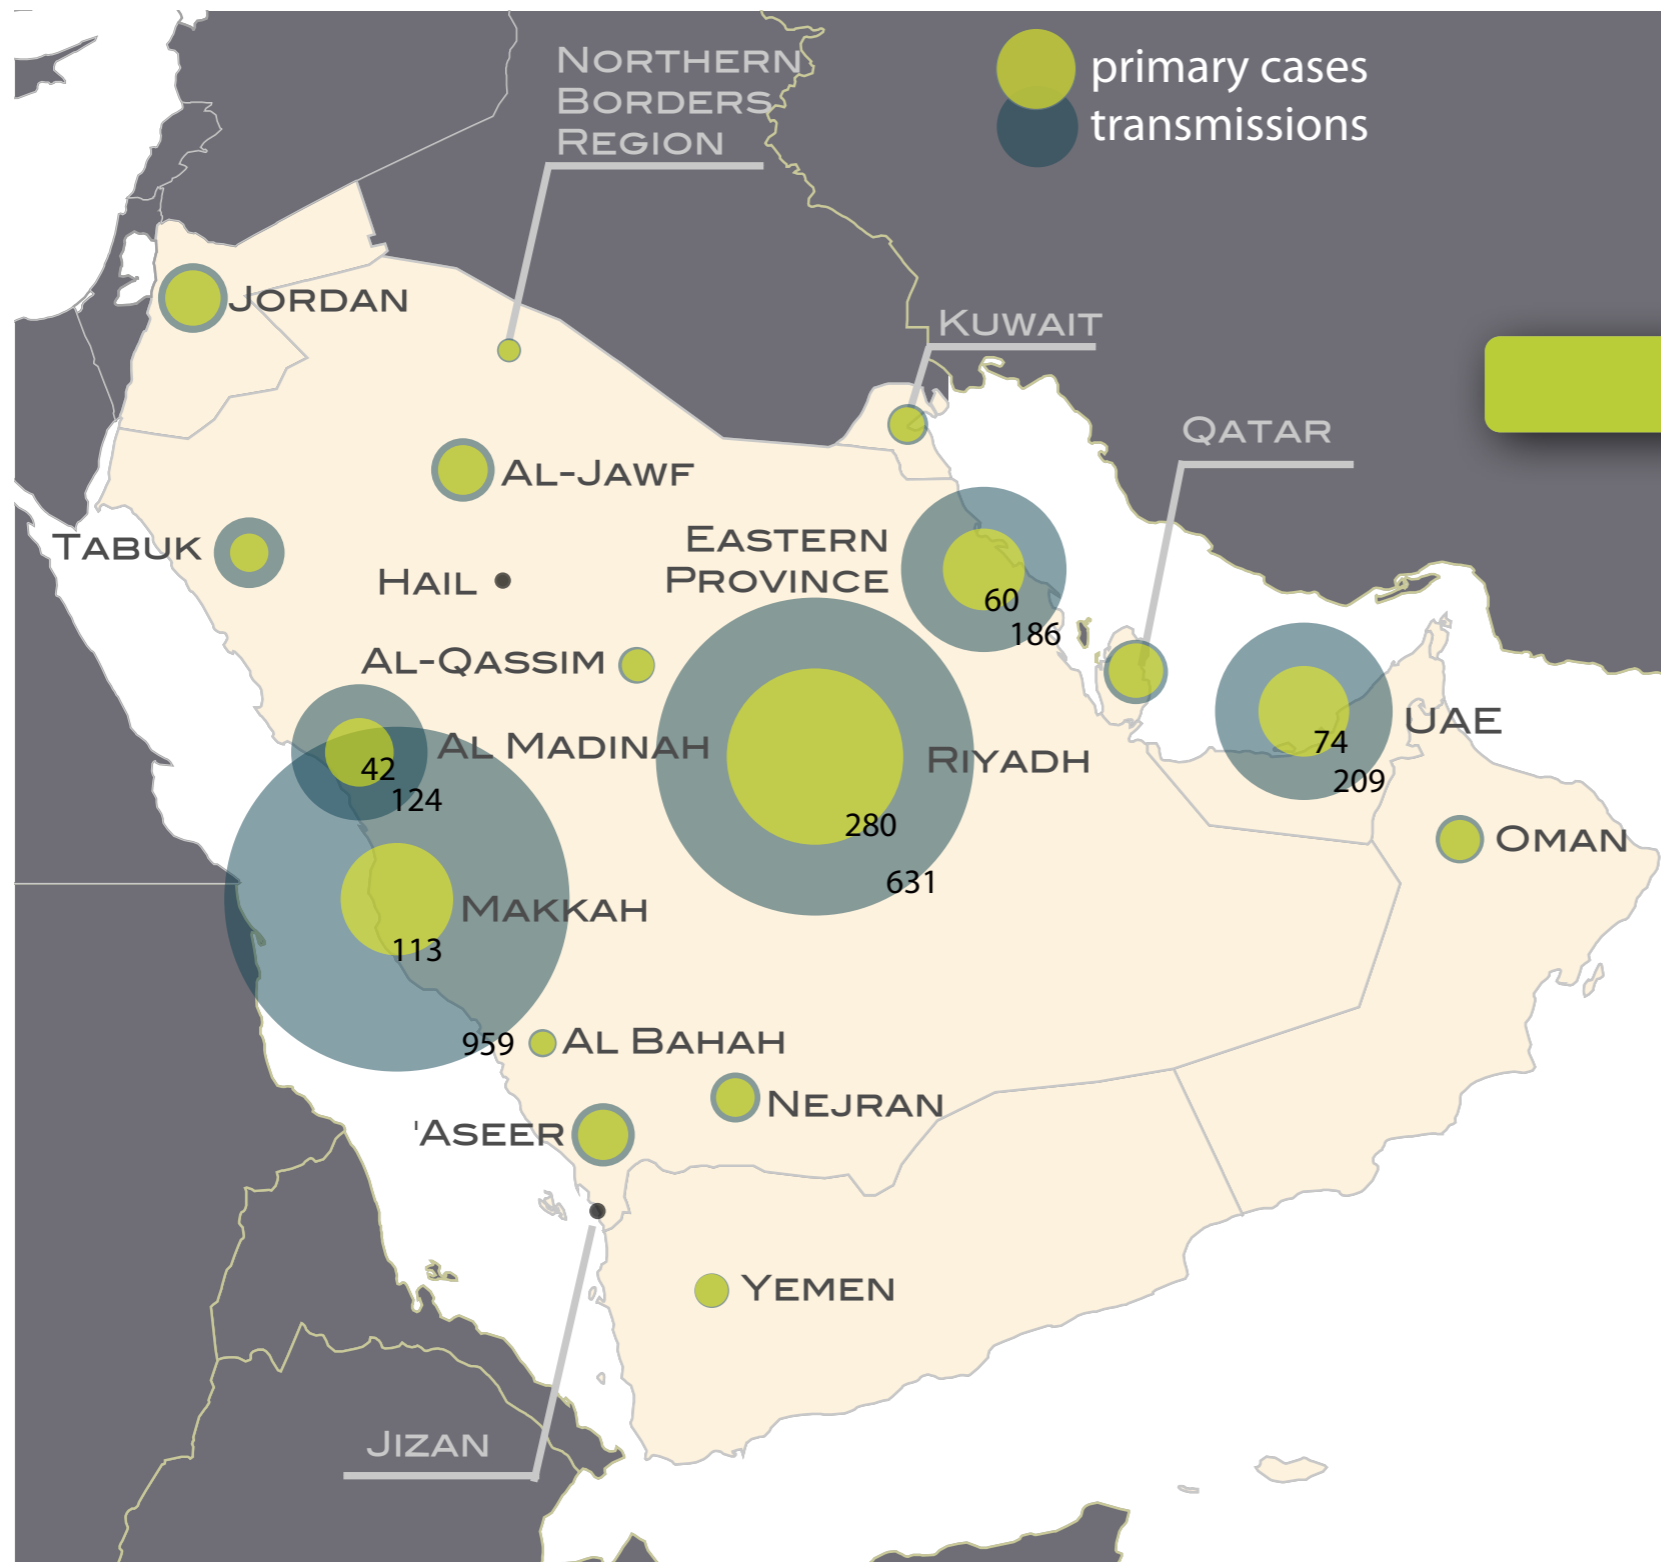 NORTHERN
BORDERS
REGION
primary cases
transmissions
JORDAN
KUWAIT
QATAR
AL-JAWF
TABUK
HAIL
EASTERN
PROVINCE
60
186
AL-QASSIM
AL MADINAH
42
124
RIYADH
280
631
UAE
74
209
OMAN
MAKKAH
113
959
AL BAHAH
NEJRAN
'ASEER
YEMEN
JIZAN